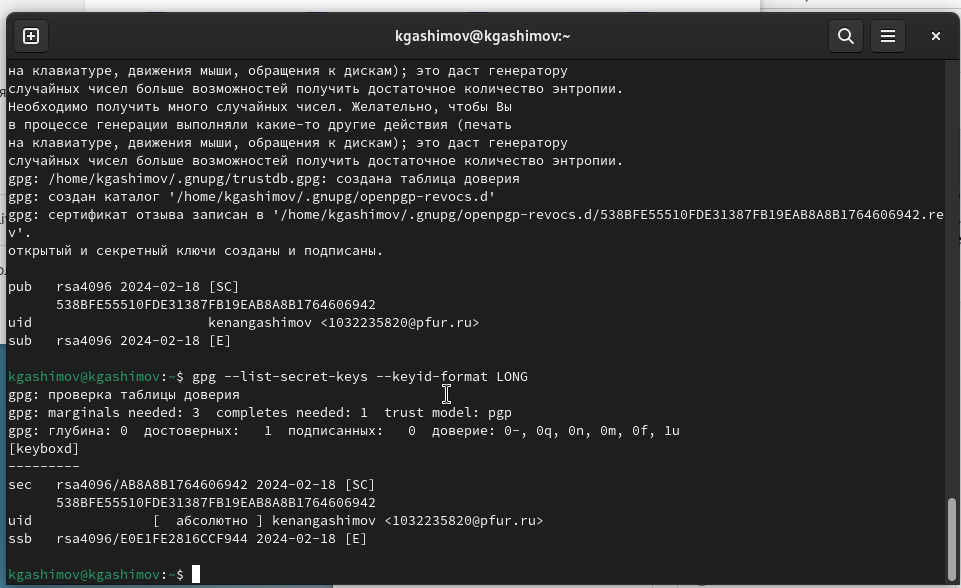 kgashimov@kgashimov:~
на клавиатуре, движения мыши, обращения к дискам); это даст генератору
случайных чисел больше возможностей получить достаточное количество энтропии.
Необходимо получить много случайных чисел. Желательно, чтобы Вы
в процессе генерации выполняли какие-то другие действия (печать
на клавиатуре, движения мыши, обращения к дискам); это даст генератору
случайных чисел больше возможностей получить достаточное количество энтропии.
gpg: /home/kgashimov/.gnupg/trustdb.gpg: создана таблица доверия
gpg: создан каталог '/home/kgashimov/.gnupg/openpgp-revocs.d'
gpg: сертификат отзыва записан в '/home/kgashimov/.gnupg/openpgp-revocs.d/538BFE55510FDE31387FB19EAB8A8B1764606942.re
v'.
открытый и секретный ключи созданы и подписаны.
pub   rsa4096 2024-02-18 [SC]
      538BFE55510FDE31387FB19EAB8A8B1764606942
uid                      kenangashimov <1032235820@pfur.ru>
sub   rsa4096 2024-02-18 [E]
kgashimov@kgashimov:~$ gpg --list-secret-keys --keyid-format LONG
gpg: проверка таблицы доверия
gpg: marginals needed: 3  completes needed: 1  trust model: pgp
gpg: глубина: 0  достоверных:   1  подписанных:   0  доверие: 0-, 0q, 0n, 0m, 0f, 1u
[keyboxd]
---------
sec   rsa4096/AB8A8B1764606942 2024-02-18 [SC]
      538BFE55510FDE31387FB19EAB8A8B1764606942
uid               [  абсолютно ] kenangashimov <1032235820@pfur.ru>
ssb   rsa4096/E0E1FE2816CCF944 2024-02-18 [E]
kgashimov@kgashimov:~$